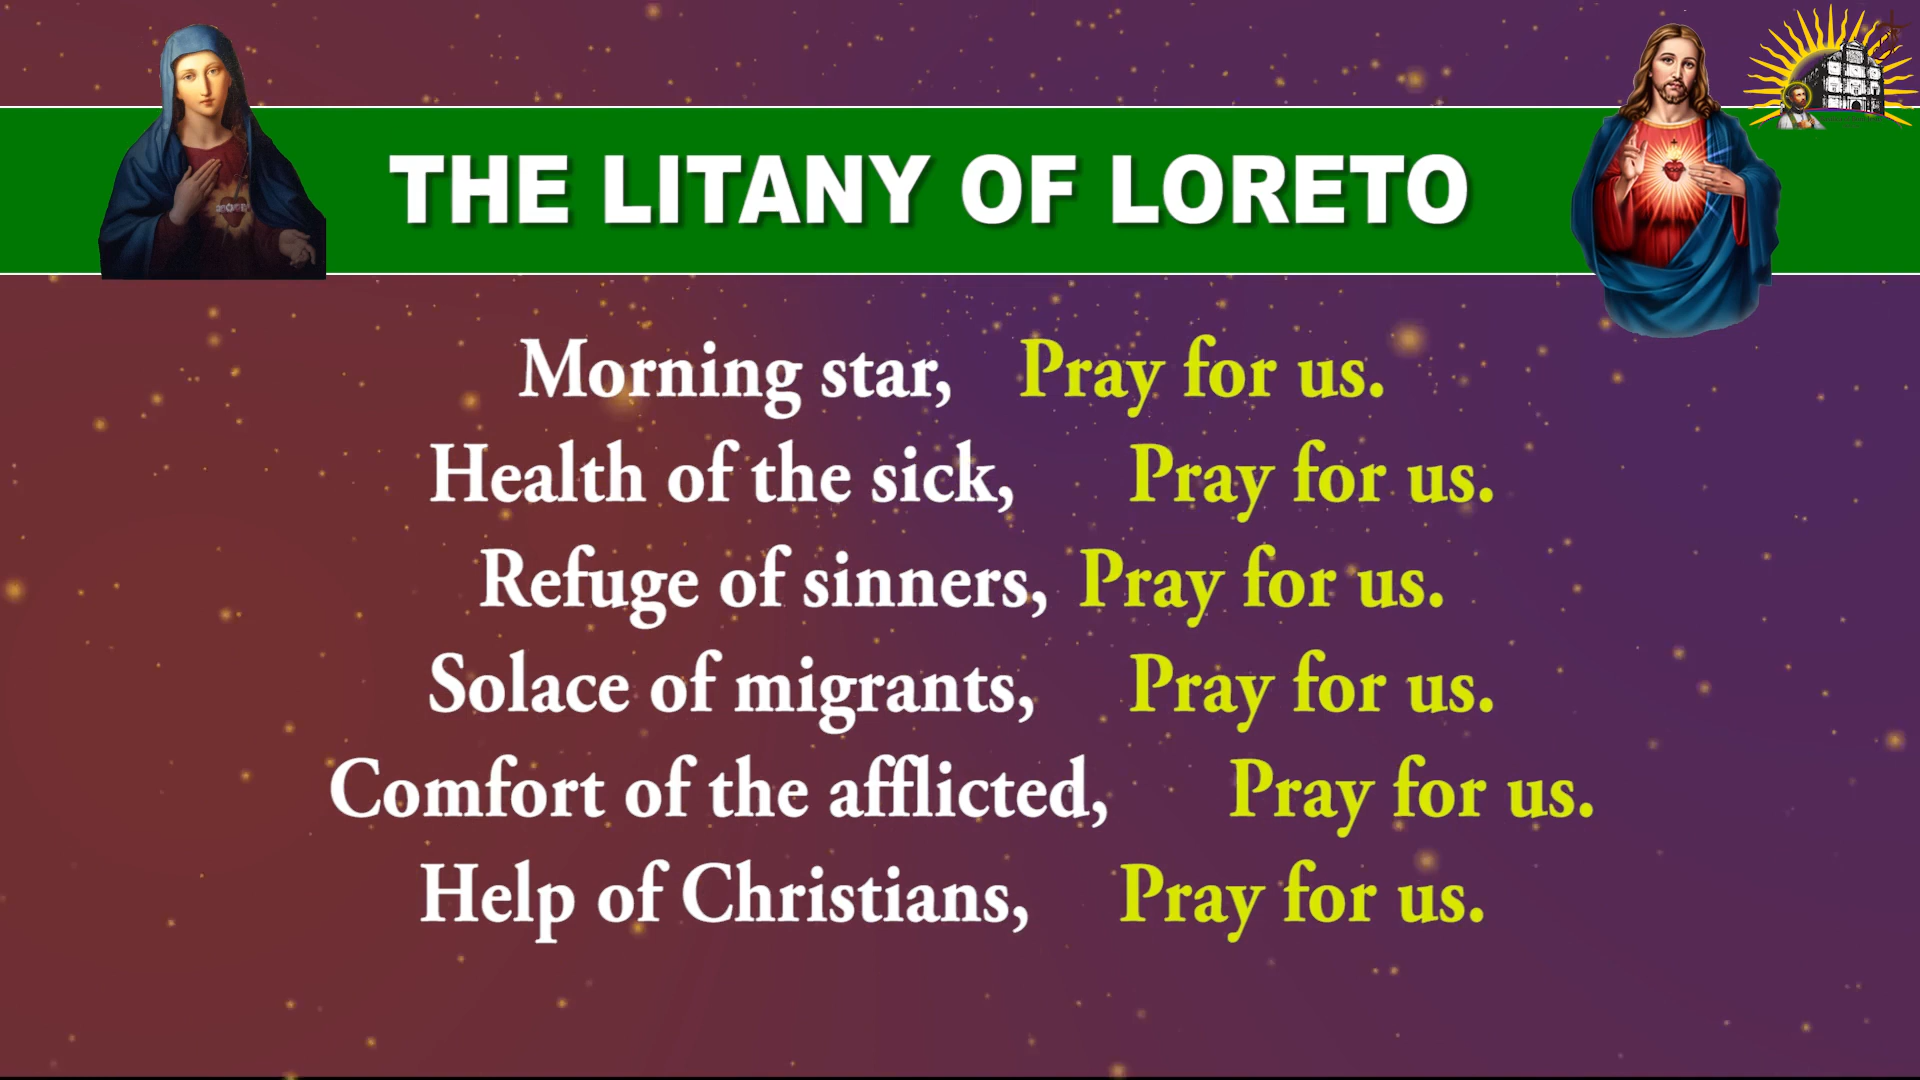 THE LITANY OF LORETO
Morning star, Pray for us.
Health of the sick, Pray for us.
Refuge of sinners, Pray for us.
Solace of migrants, Pray for us.
Comfort of the afflicted, Pray for us.
Help of Christians, Pray for us.